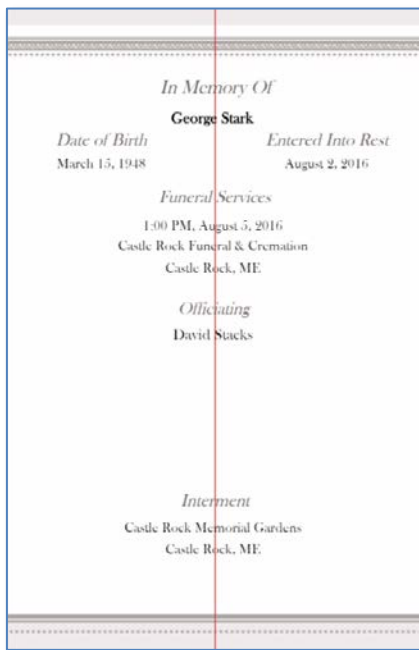 In Memory Of
George Stark
Date of Birth
Entered Into Rest
March 15, 1948
August 2, 2016
Funeral Services
1:00 PM, August 5, 2016
Castle Rock Funeral & Cremation
Castle Rock, ME
Officiating
David Stacks
Interment
Castle Rock Memorial Gardens
Castle Rock, ME